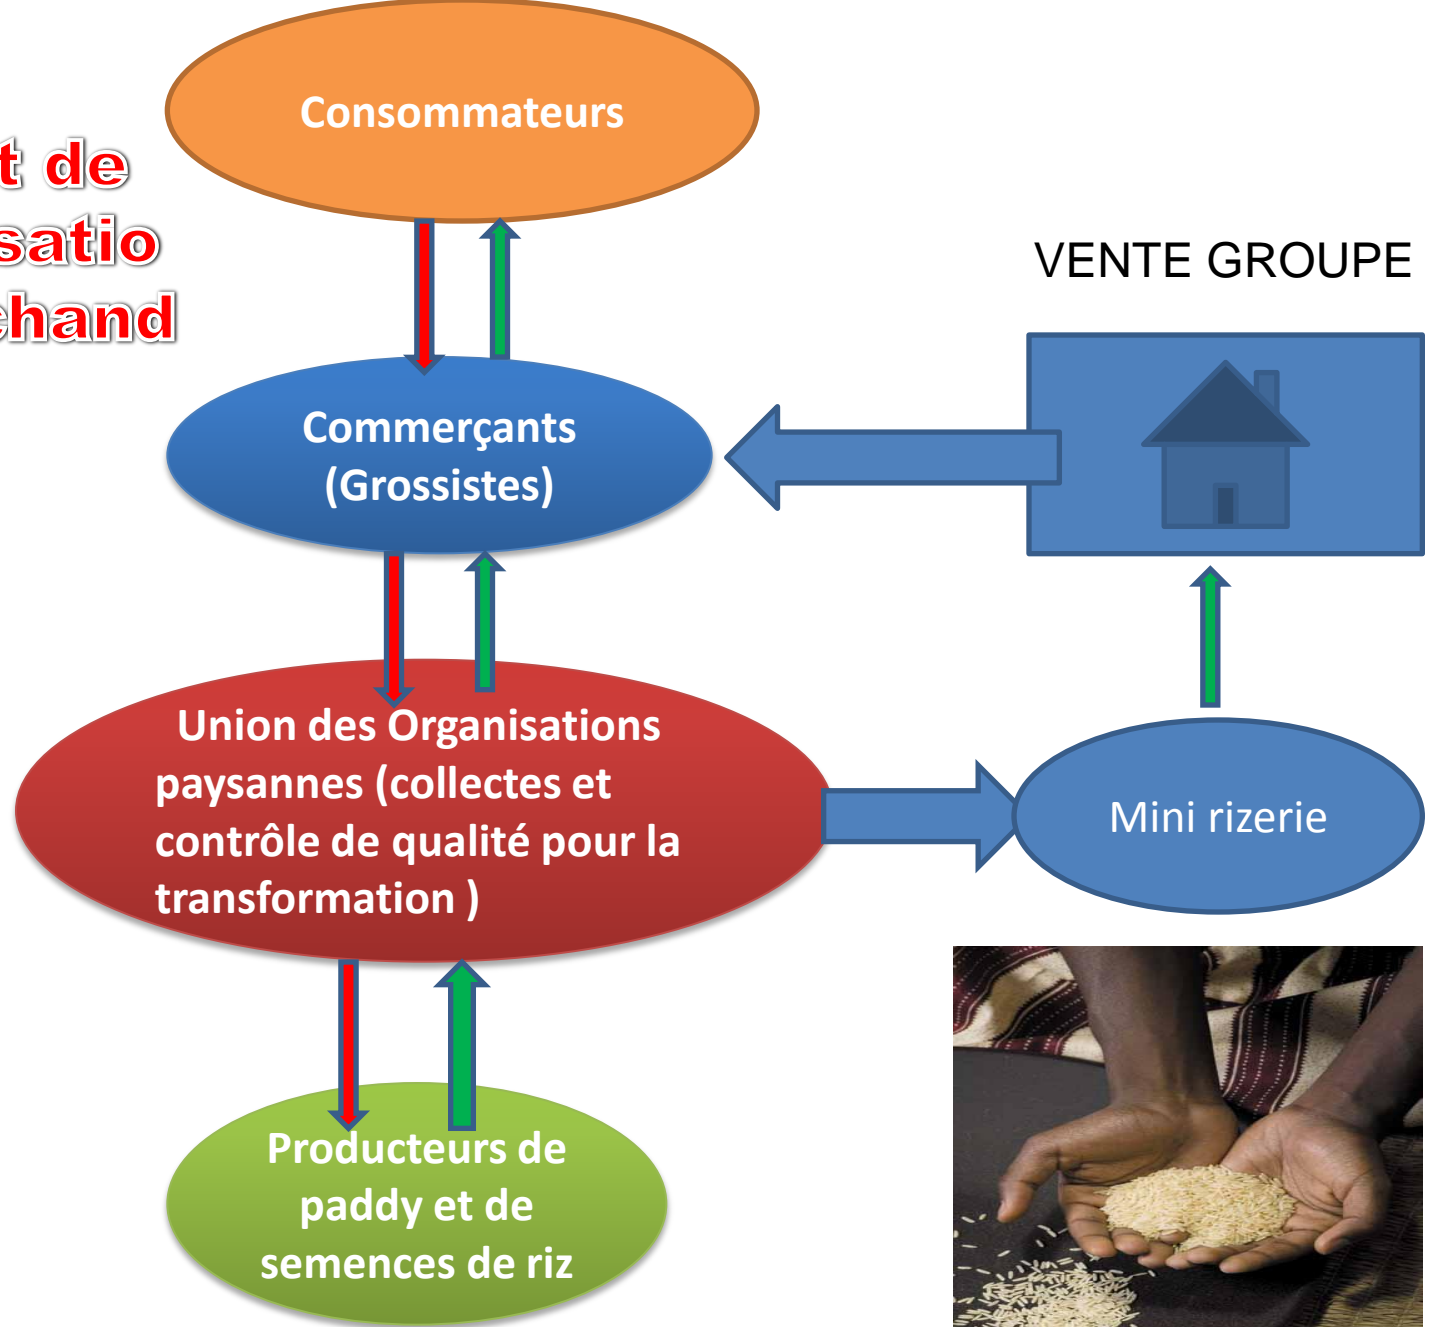 Consommateurs
t de
satio
chand
VENTE GROUPE
Commerçants
(Grossistes)
Union des Organisations
paysannes (collectes et
contrôle de qualité pour la
transformation )
Mini rizerie
Producteurs de
paddy et de
semences de riz